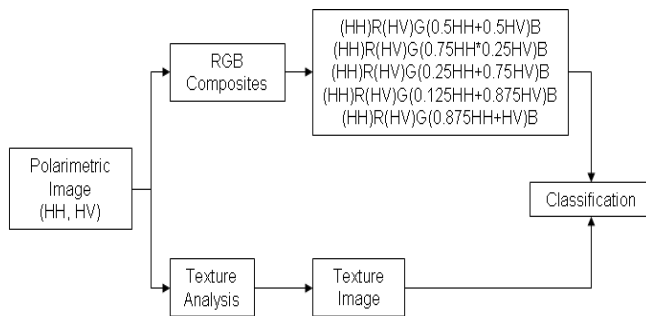 Polarimetric
Image
(HH, HV)
RGB
Composites
(HH)R(HV)G(0.5HH+0.5HV)B
(HH)R(HV)G(0.75HH*0.25HV)B
(HH)R(HV)G(0.25HH+0.75HV)B
(HH)R(HV)G(0.125HH+0.875HV)B
(HH)R(HV)G(0.875HH+HV)B
Texture
Analysis
Texture
Image
Classification